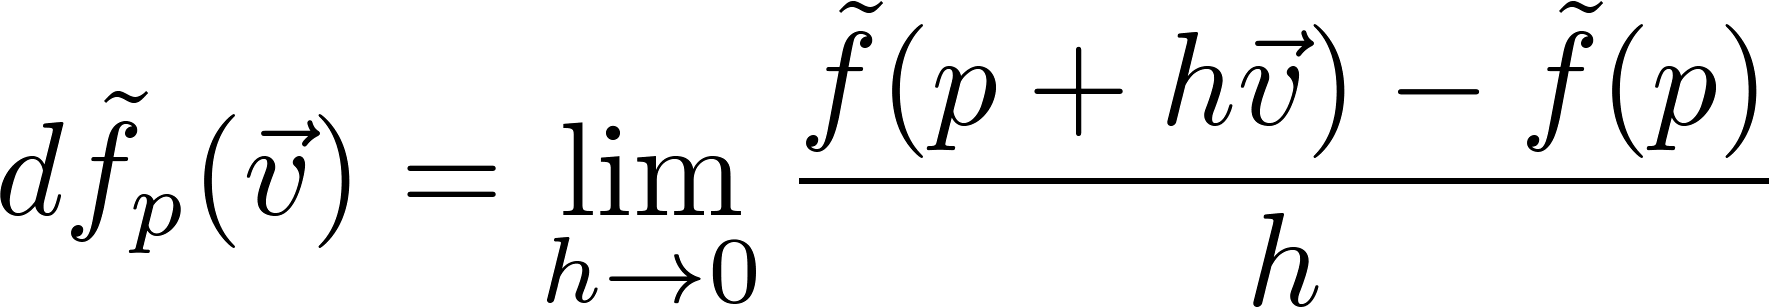 $d\tilde{f}_p(\vec{v}) = \lim_{h \to 0} \frac{\tilde{f}(p + h\vec{v}) - \tilde{f}(p)}{h}$